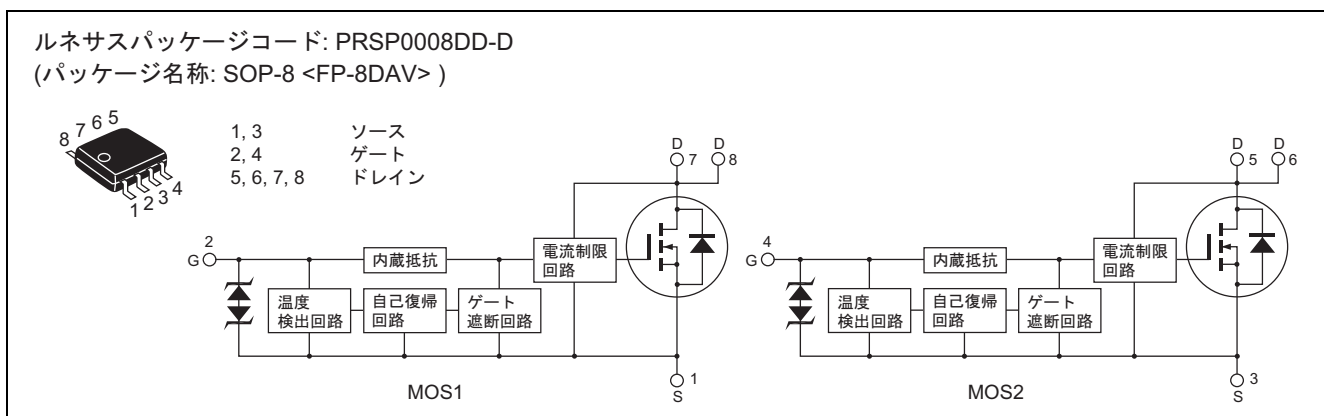 ルネサスパッケージコード: PRSP0008DD-D
(パッケージ名称: SOP-8 <FP-8DAV> )
8 7 6 5
1 2 3 4
1, 3 ソース
2, 4 ゲート
5, 6, 7, 8 ドレイン
D D
7 8
2
G
内蔵抵抗
電流制限
回路
温度
検出回路
自己復帰
回路
ゲート
遮断回路
MOS1
1
S
D D
5 6
4
G
内蔵抵抗
電流制限
回路
温度
検出回路
自己復帰
回路
ゲート
遮断回路
MOS2
3
S